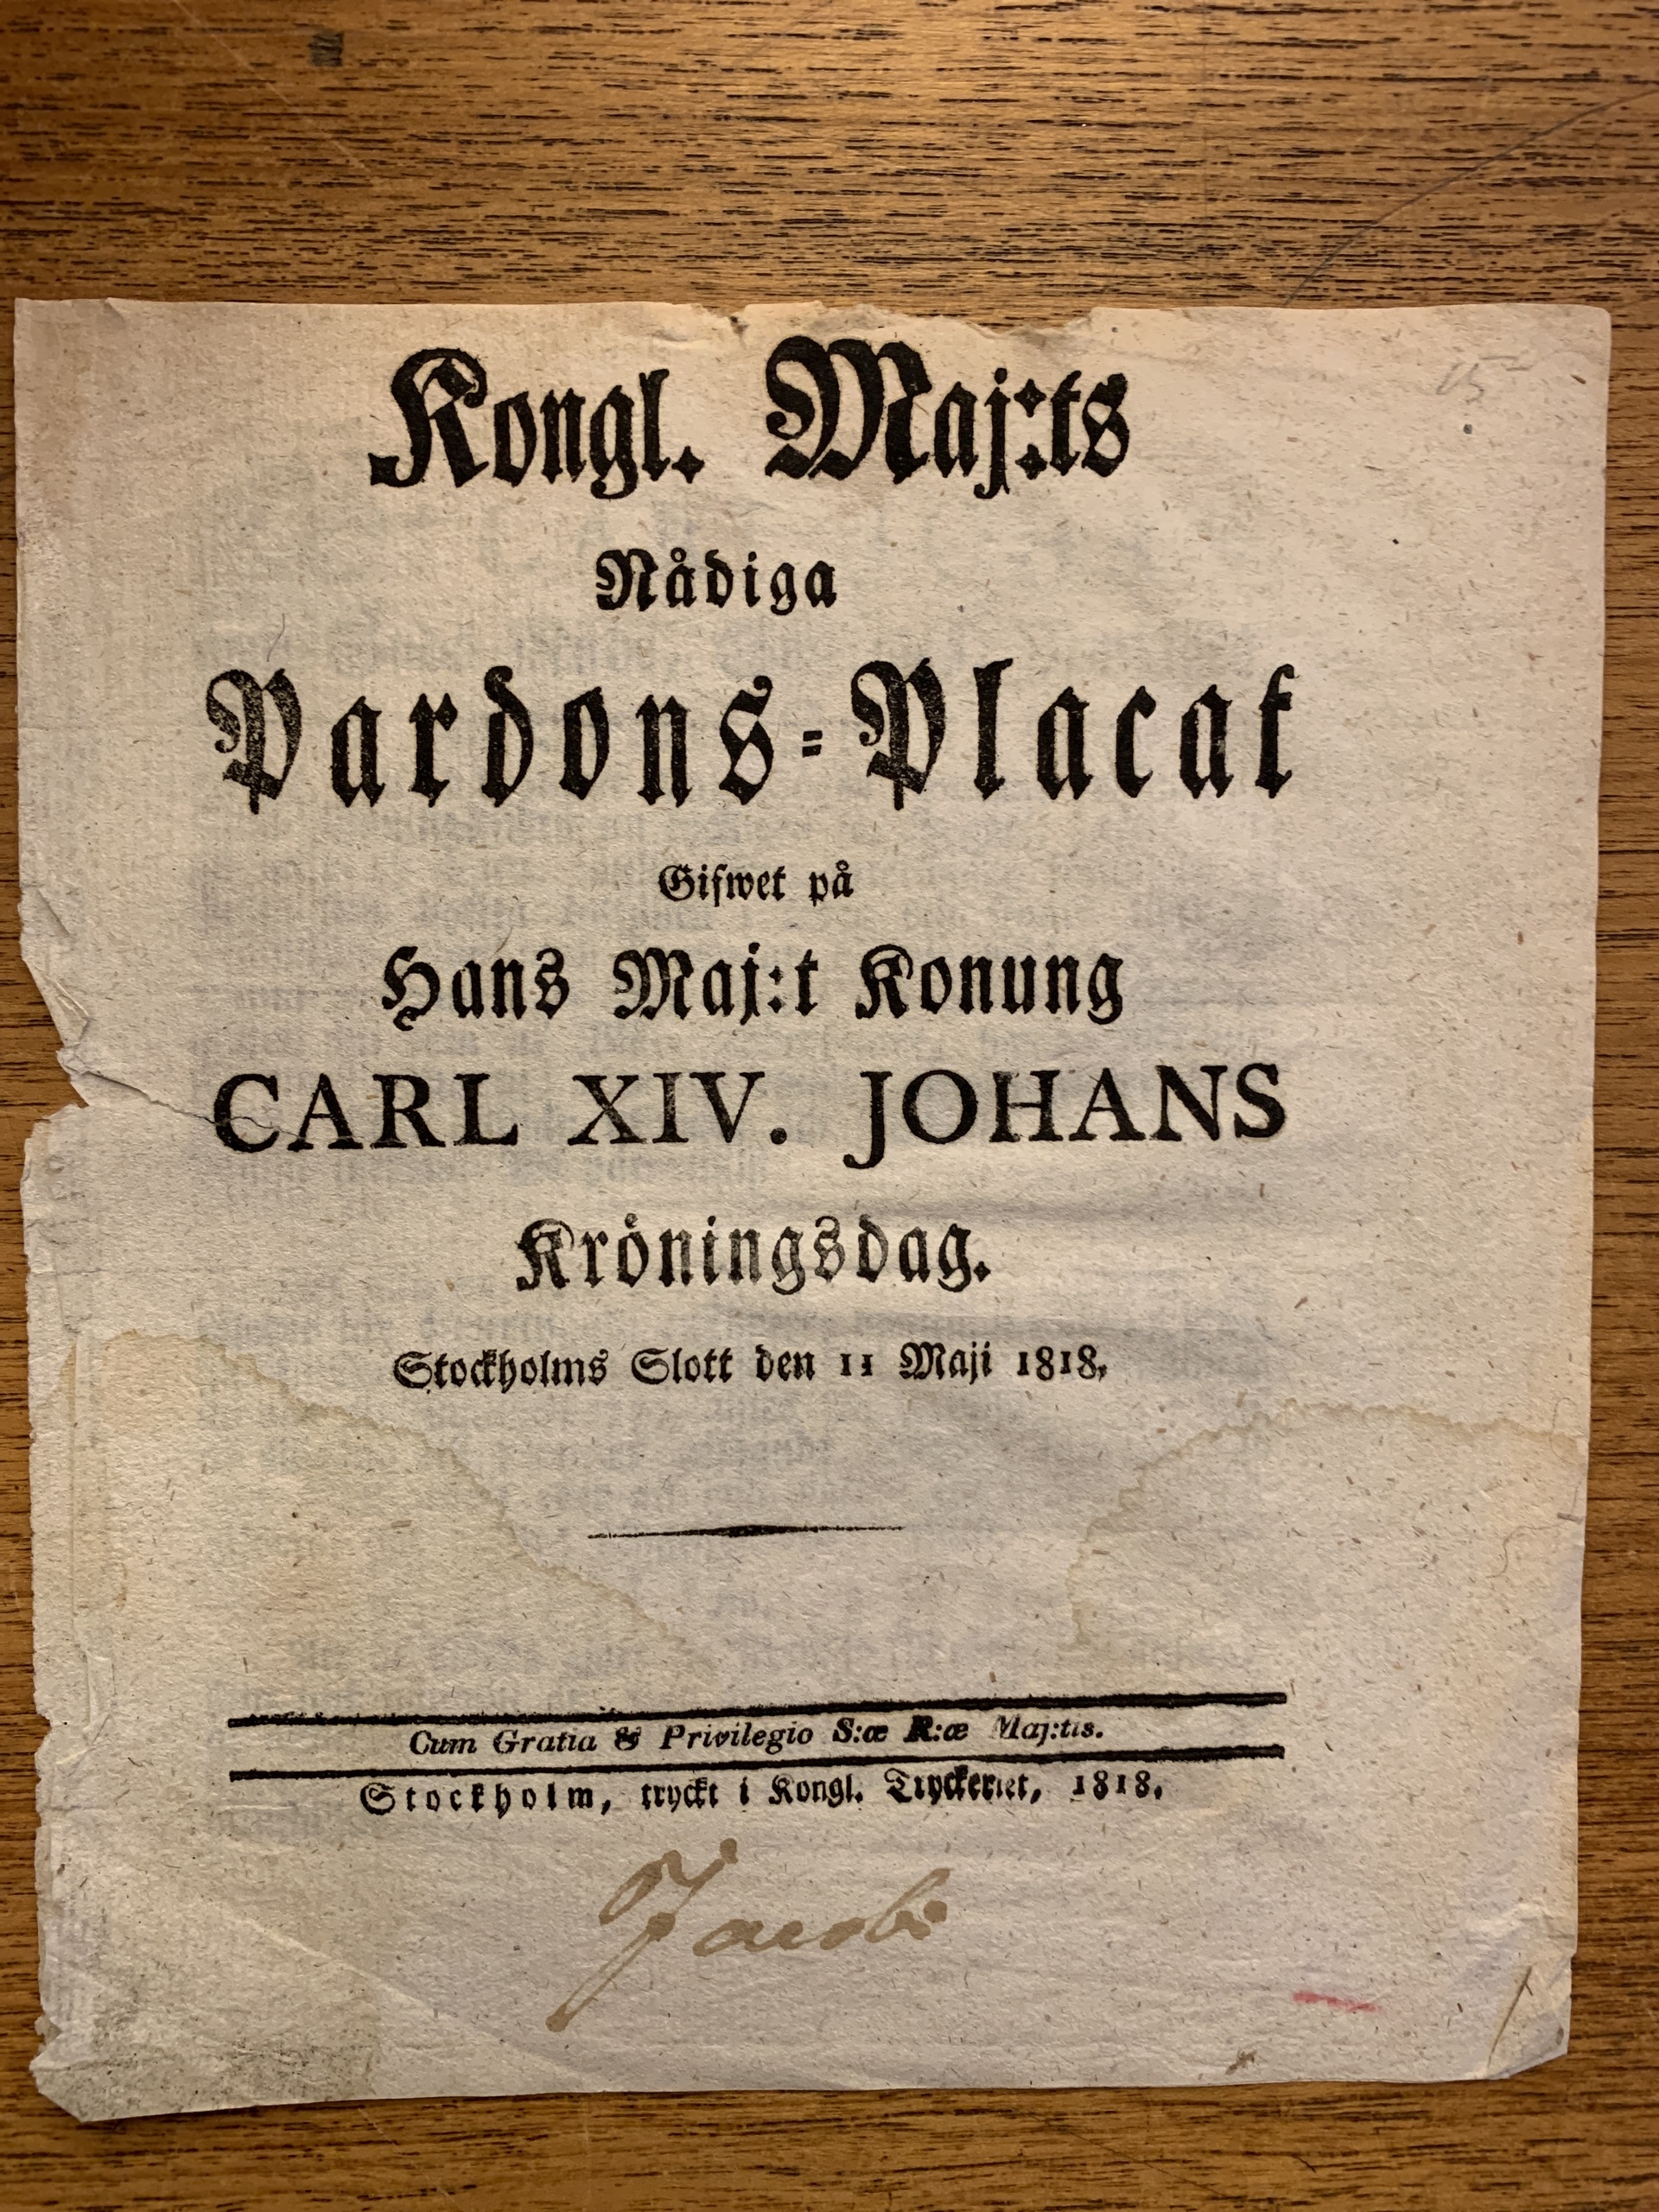 Kongl. Maj:ts
Nådiga
Pardons-Placat
Gifwet på
Hans Maj:t Konung
CARL XIV. JOHANS
Kröningsdag.
Stockholms Slott den 11 Maji 1818.
Cum Gratia & Privilegio S:æ R:æ Maj:tis.
Stockholm, tryckt i Kongl. Tryckeriet, 1818.
Jacobi